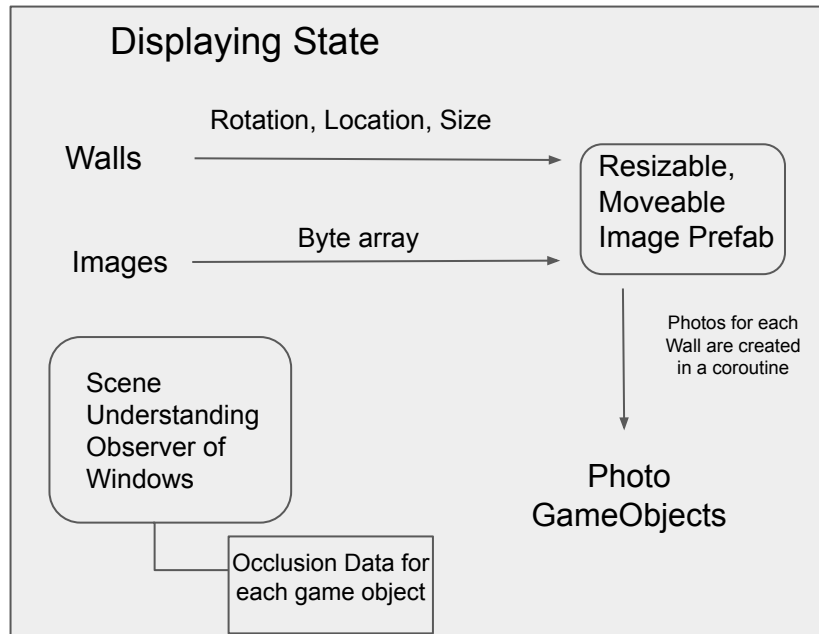 Displaying State
Rotation, Location, Size
Walls
Resizable,
Moveable
Image Prefab
Byte array
Images
Photos for each
Wall are created
in a coroutine
Scene
Understanding
Observer of
Windows
Photo
GameObjects
Occlusion Data for
each game object